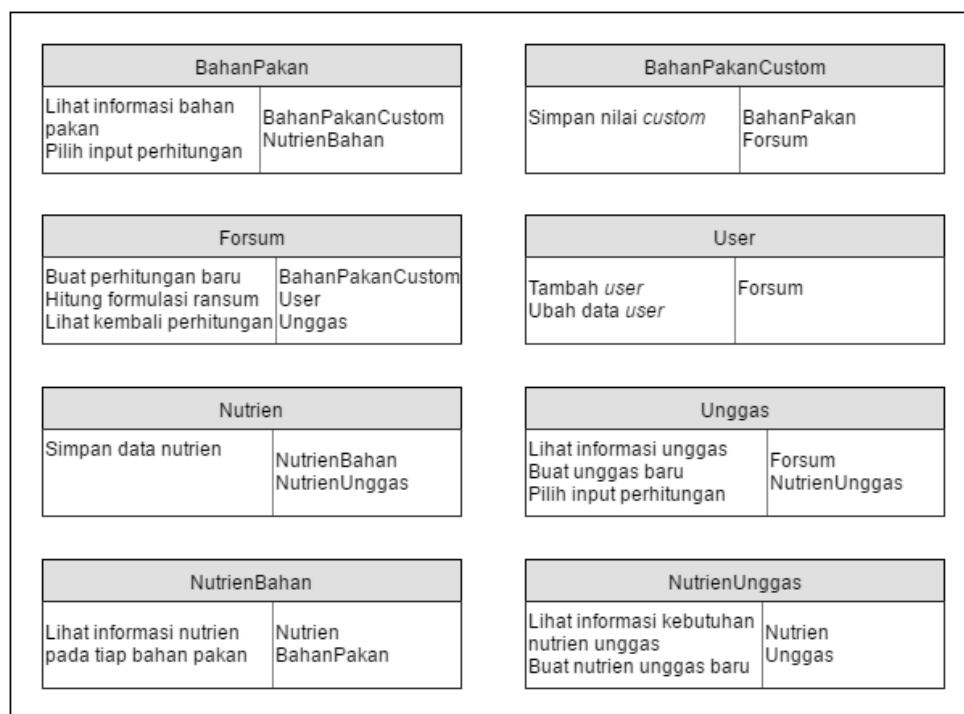 BahanPakan
Lihat informasi bahan
pakan
Pilih input perhitungan
BahanPakanCustom
NutrienBahan
BahanPakanCustom
Simpan nilai custom
BahanPakan
Forsum
Forsum
Buat perhitungan baru
Hitung formulasi ransum
Lihat kembali perhitungan
BahanPakanCustom
User
Unggas
User
Tambah user
Ubah data user
Forsum
Nutrien
Simpan data nutrien
NutrienBahan
NutrienUnggas
Unggas
Lihat informasi unggas
Buat unggas baru
Pilih input perhitungan
Forsum
NutrienUnggas
NutrienBahan
Lihat informasi nutrien
pada tiap bahan pakan
Nutrien
BahanPakan
NutrienUnggas
Lihat informasi kebutuhan
nutrien unggas
Buat nutrien unggas baru
Nutrien
Unggas